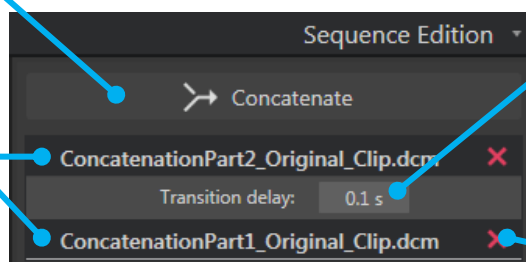 Sequence Edition
Concatenate
ConcatenationPart2_Original_Clip.dcm
Transition delay: 0.1 s
ConcatenationPart1_Original_Clip.dcm